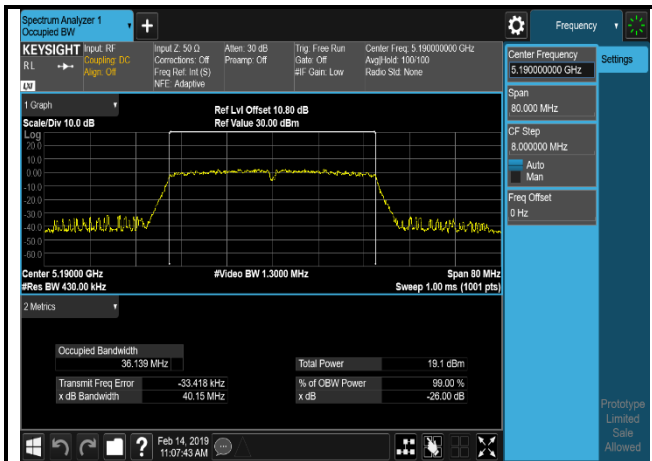 Spectrum Analyzer 1
Occupied BW
Frequency
KEYSIGHT Input: RF
RL
Coupling: DC
Align: Off
LXI
Input Z: 50 Ω
Corrections: Off
Freq Ref: Int (S)
NFE: Adaptive
Atten: 30 dB
Preamp: Off
Trig: Free Run
Gate: Off
#IF Gain: Low
Center Freq: 5.190000000 GHz
Avg|Hold: 100/100
Radio Std: None
Center Frequency
5.190000000 GHz
Settings
Span
80.000 MHz
CF Step
8.000000 MHz
Auto
Man
Freq Offset
0 Hz
1 Graph
Scale/Div 10.0 dB
Ref Lvl Offset 10.80 dB
Ref Value 30.00 dBm
Log
20.0
10.0
0.00
-10.0
-20.0
-30.0
-40.0
-50.0
-60.0
Center 5.19000 GHz
#Video BW 1.3000 MHz
Span 80 MHz
#Res BW 430.00 kHz
Sweep 1.00 ms (1001 pts)
2 Metrics
Occupied Bandwidth
36.139 MHz
Total Power 19.1 dBm
Transmit Freq Error -33.418 kHz
% of OBW Power 99.00 %
x dB Bandwidth 40.15 MHz
x dB -26.00 dB
Prototype
Limited
Sale
Allowed
?
Feb 14, 2019
11:07:43 AM